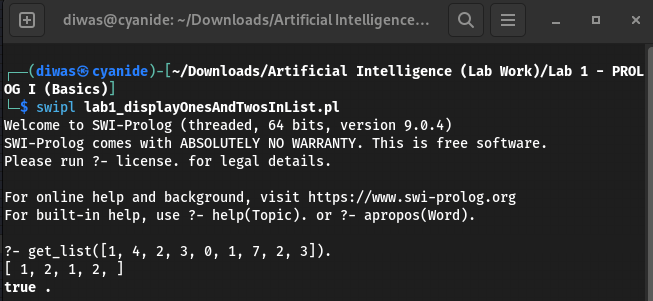 diwas@cyanide: ~/Downloads/Artificial Intelligence...
┌──(diwas㉿cyanide)-[~/Downloads/Artificial Intelligence (Lab Work)/Lab 1 - PROL
OG I (Basics)]
└─$ swipl lab1_displayOnesAndTwosInList.pl
Welcome to SWI-Prolog (threaded, 64 bits, version 9.0.4)
SWI-Prolog comes with ABSOLUTELY NO WARRANTY. This is free software.
Please run ?- license. for legal details.
For online help and background, visit https://www.swi-prolog.org
For built-in help, use ?- help(Topic). or ?- apropos(Word).
?- get_list([1, 4, 2, 3, 0, 1, 7, 2, 3]).
[ 1, 2, 1, 2, ]
true .